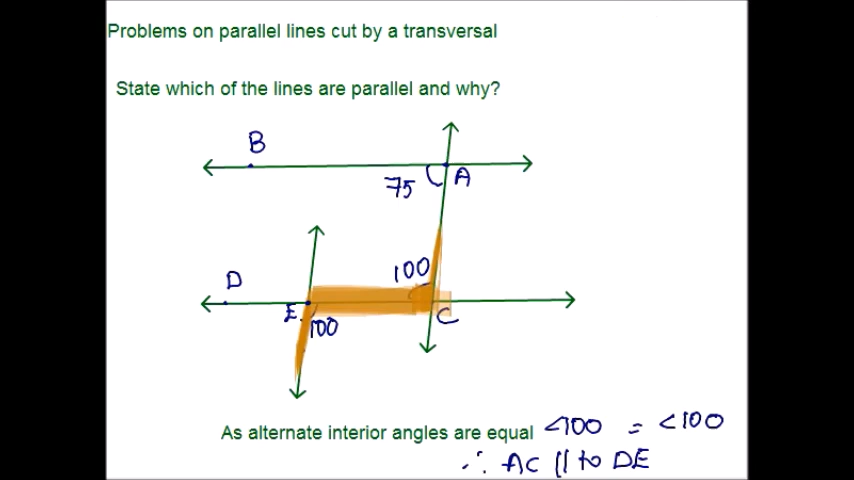 Problems on parallel lines cut by a transversal
State which of the lines are parallel and why?
B
75 A
100
D
E C
100
As alternate interior angles are equal <100 = <100
∴ AC || to DE